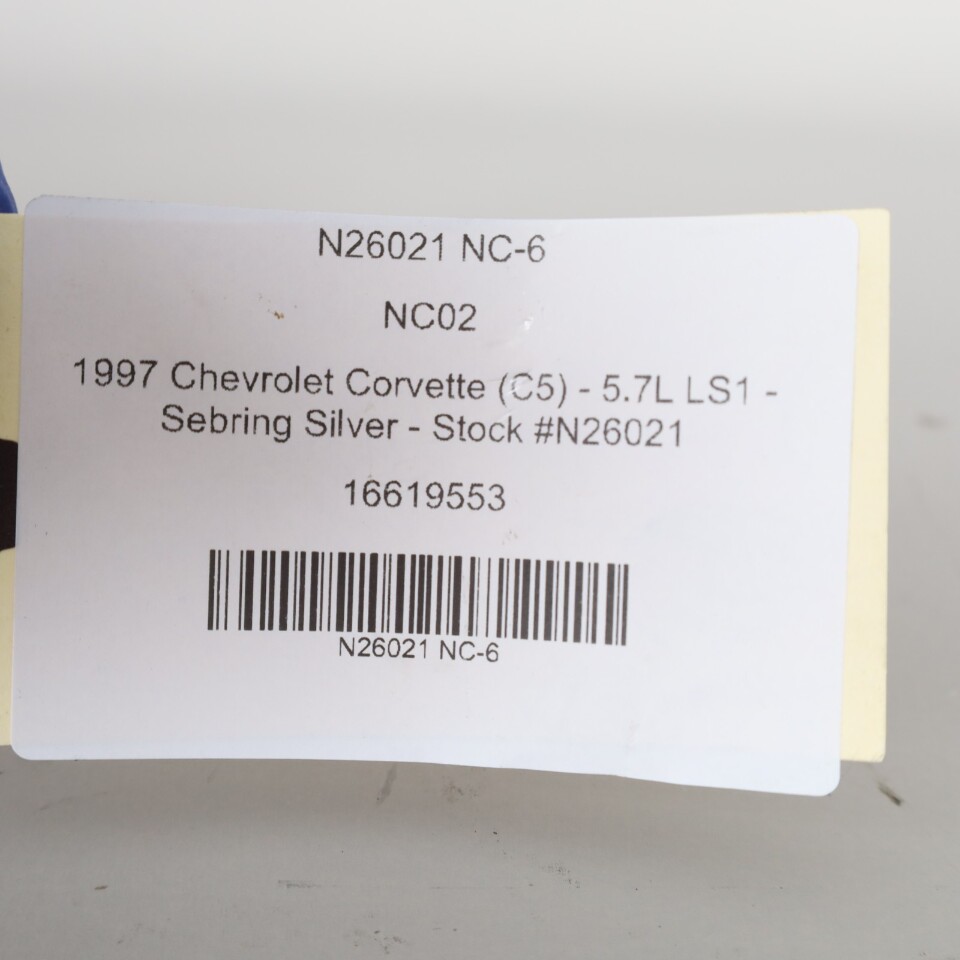 N26021 NC-6
NC02
1997 Chevrolet Corvette (C5) - 5.7L LS1 -
Sebring Silver - Stock #N26021
16619553
N26021 NC-6